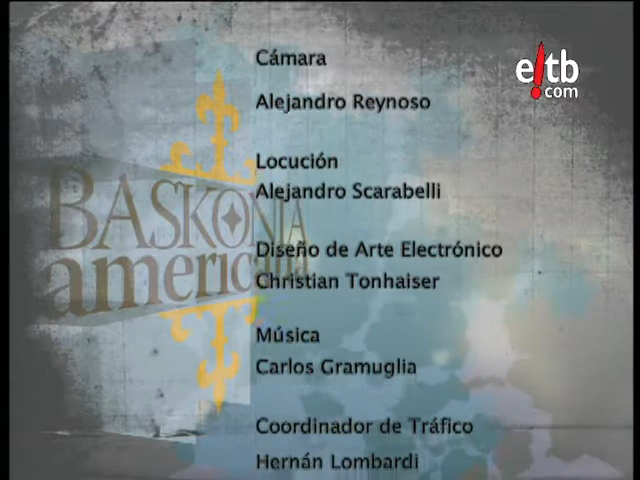 Cámara
Alejandro Reynoso
Locución
Alejandro Scarabelli
Diseño de Arte Electrónico
Christian Tonhaiser
Música
Carlos Gramuglia
Coordinador de Tráfico
Hernán Lombardi
BASKONIA
americana
e!tb
.com